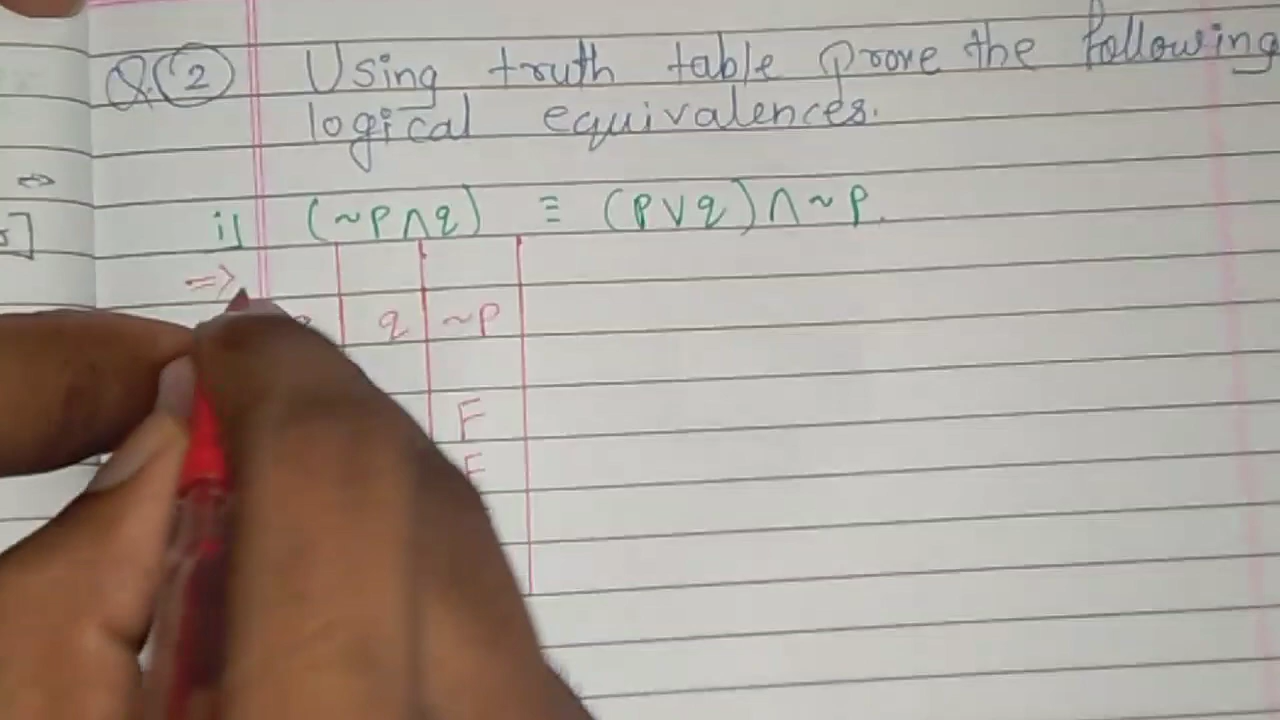 Q.(2) Using truth table prove the following
logical equivalences.
⇔
i) (~p∧q) ≡ (p∨q)∧~p.
=>
q ~p
F
F